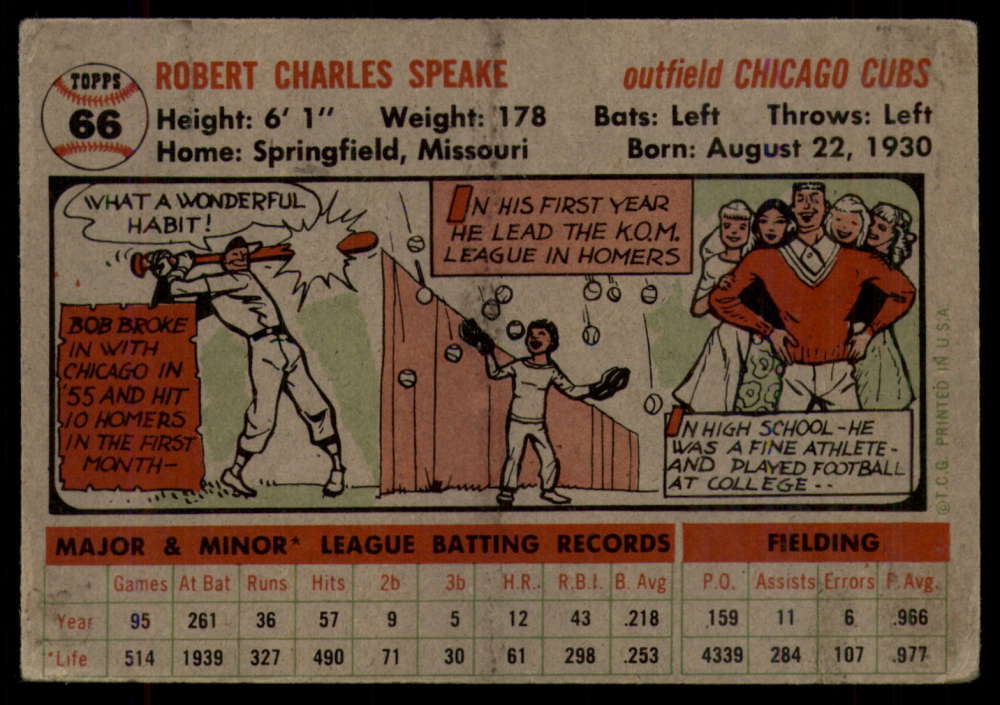 TOPPS
66
ROBERT CHARLES SPEAKE
outfield CHICAGO CUBS
Height: 6' 1" Weight: 178 Bats: Left Throws: Left
Home: Springfield, Missouri Born: August 22, 1930
WHAT A WONDERFUL
HABIT!
BOB BROKE
IN WITH
CHICAGO IN
'55 AND HIT
10 HOMERS
IN THE FIRST
MONTH-
IN HIS FIRST YEAR
HE LEAD THE K.O.M.
LEAGUE IN HOMERS
IN HIGH SCHOOL - HE
WAS A FINE ATHLETE -
AND PLAYED FOOTBALL
AT COLLEGE - -
© T.C.G. PRINTED IN U.S.A.
MAJOR & MINOR* LEAGUE BATTING RECORDS FIELDING
Games At Bat Runs Hits 2b 3b H.R. R.B.I. B. Avg P.O. Assists Errors F. Avg.
Year 95 261 36 57 9 5 12 43 .218 159 11 6 .966
*Life 514 1939 327 490 71 30 61 298 .253 4339 284 107 .977